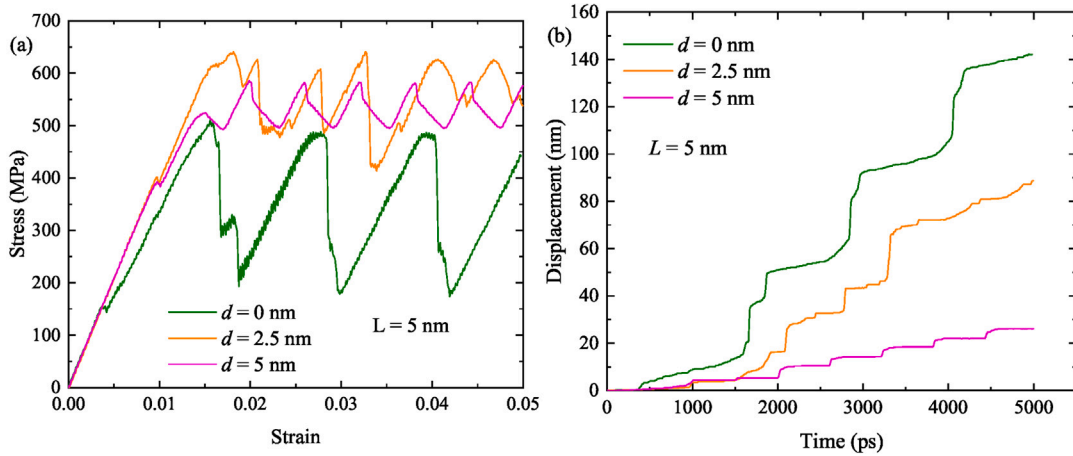 (a)
700
600
500
400
300
200
100
0
Stress (MPa)
d = 0 nm
d = 2.5 nm
d = 5 nm
L = 5 nm
0.00 0.01 0.02 0.03 0.04 0.05
Strain
(b)
160
140
120
100
80
60
40
20
0
Displacement (nm)
d = 0 nm
d = 2.5 nm
d = 5 nm
L = 5 nm
0 1000 2000 3000 4000 5000
Time (ps)